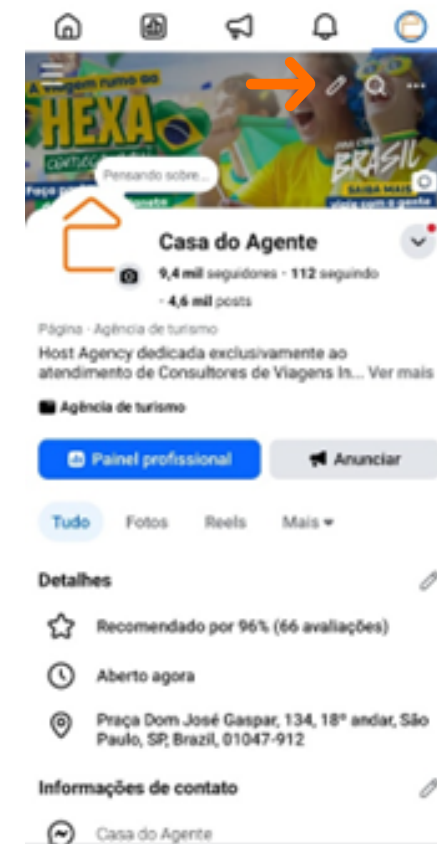 A viagem rumo ao
HEXA
começ
Pensando sobre...
BRASIL
SAIBA MAIS
viaje com a gente
Casa do Agente
9,4 mil seguidores · 112 seguindo
· 4,6 mil posts
Página · Agência de turismo
Host Agency dedicada exclusivamente ao
atendimento de Consultores de Viagens In... Ver mais
Agência de turismo
Painel profissional Anunciar
Tudo Fotos Reels Mais
Detalhes
Recomendado por 96% (66 avaliações)
Aberto agora
Praça Dom José Gaspar, 134, 18º andar, São
Paulo, SP, Brazil, 01047-912
Informações de contato
Casa do Agente